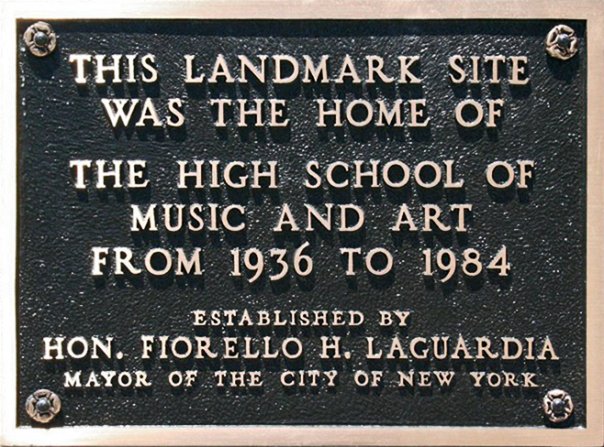 THIS LANDMARK SITE
WAS THE HOME OF
THE HIGH SCHOOL OF
MUSIC AND ART
FROM 1936 TO 1984
ESTABLISHED BY
HON. FIORELLO H. LAGUARDIA
MAYOR OF THE CITY OF NEW YORK